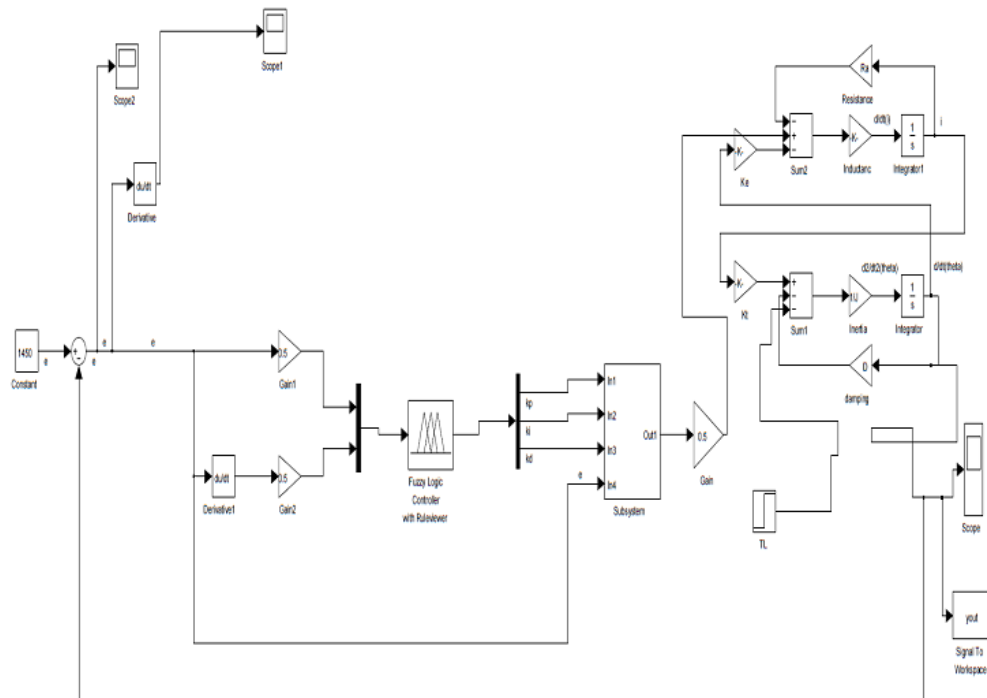 Scope1
Scope2
Ra
Resistance
du/dt
Derivative
d/dt(i)
i
-K-
Ke
Sum2
-K-
Inductanc
1
s
Integrator1
-K-
Kt
Sum1
d2/dt2(theta)
d/dt(theta)
Inertia
1
s
Integrator
0
damping
1450
Constant
e
e
e
e
0.5
Gain1
du/dt
Derivative1
0.5
Gain2
Fuzzy Logic
Controller
with Ruleviewer
kp
ki
kd
e
In1
In2
In3
In4
Out1
Subsystem
0.5
Gain
TL
Scope
yout
Signal To
Workspace